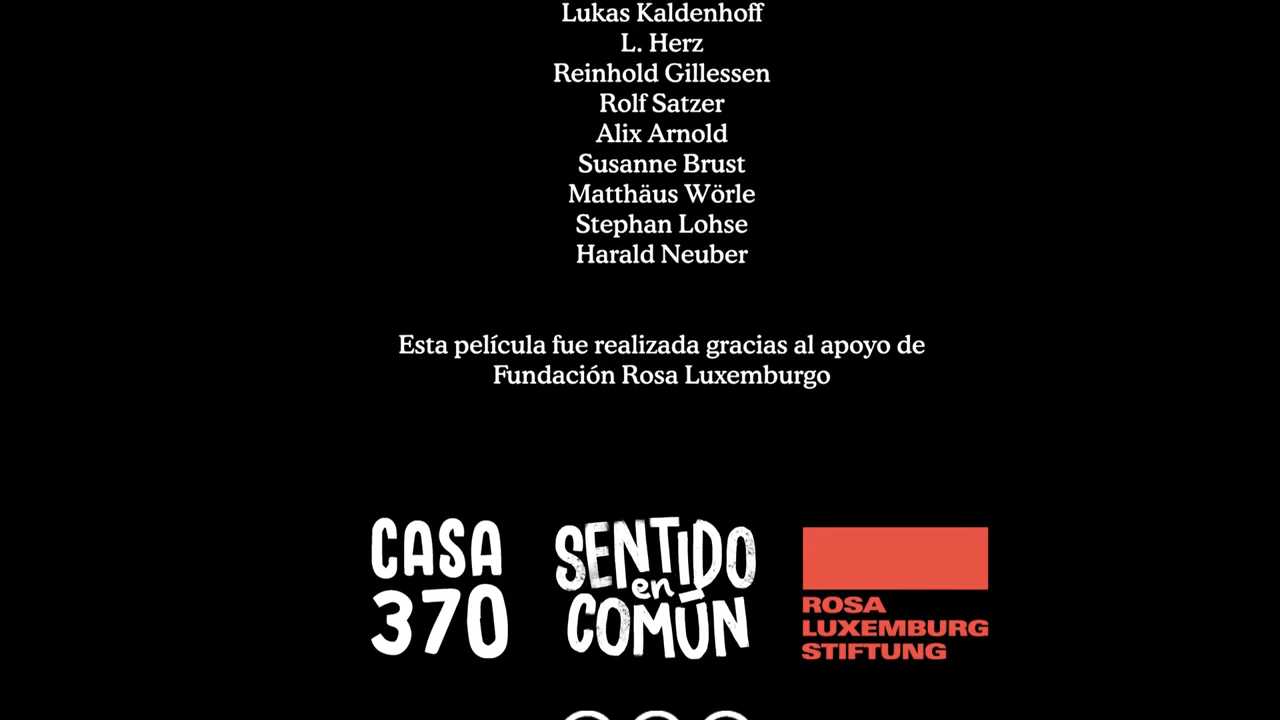 Lukas Kaldenhoff
L. Herz
Reinhold Gillessen
Rolf Satzer
Alix Arnold
Susanne Brust
Matthäus Wörle
Stephan Lohse
Harald Neuber
Esta película fue realizada gracias al apoyo de
Fundación Rosa Luxemburgo
CASA
370
SENTIDO
en
COMÚN
ROSA
LUXEMBURG
STIFTUNG